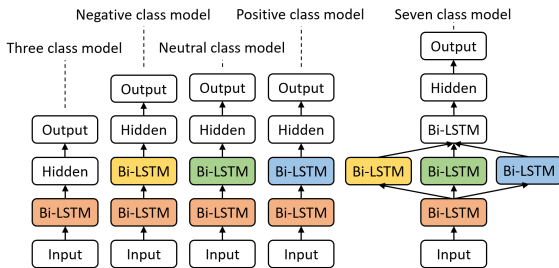 Negative class model
Positive class model
Seven class model
Three class model
Neutral class model
Output
Output
Output
Output
Output
Hidden
Hidden
Hidden
Hidden
Hidden
Bi-LSTM
Bi-LSTM
Bi-LSTM
Bi-LSTM
Bi-LSTM
Bi-LSTM
Bi-LSTM
Bi-LSTM
Bi-LSTM
Bi-LSTM
Bi-LSTM
Bi-LSTM
Input
Input
Input
Input
Input